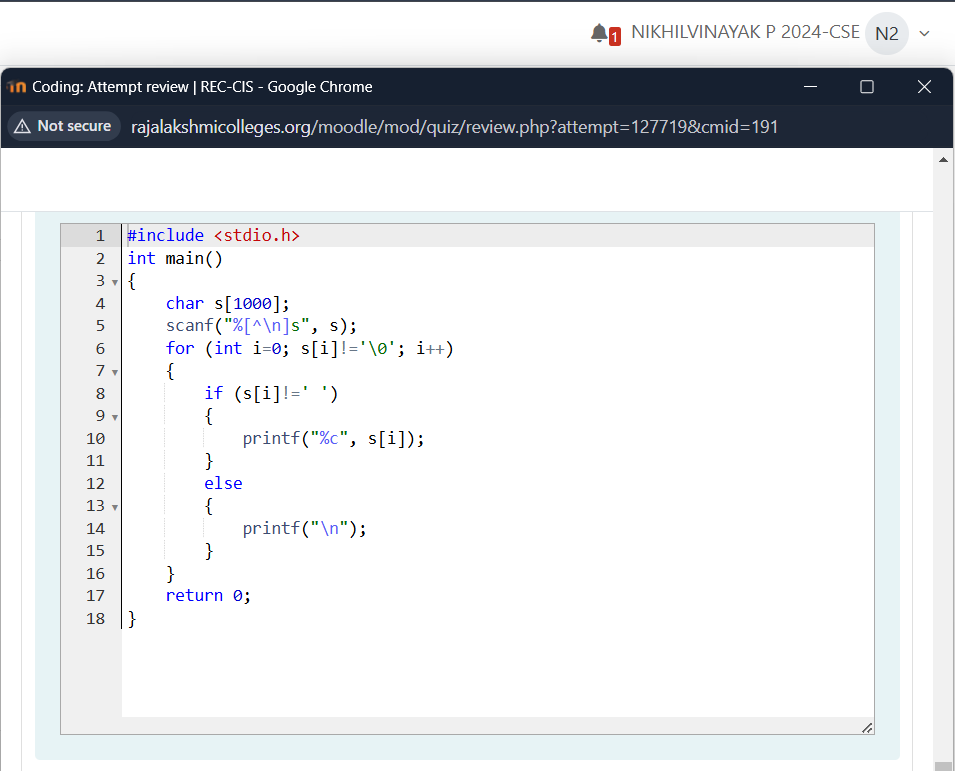 1
NIKHILVINAYAK P 2024-CSE N2
Coding: Attempt review | REC-CIS - Google Chrome
Not secure rajalakshmicolleges.org/moodle/mod/quiz/review.php?attempt=127719&cmid=191
1 #include <stdio.h>
2 int main()
3 {
4     char s[1000];
5     scanf("%[^\n]s", s);
6     for (int i=0; s[i]!='\0'; i++)
7     {
8         if (s[i]!=' ')
9         {
10             printf("%c", s[i]);
11         }
12         else
13         {
14             printf("\n");
15         }
16     }
17     return 0;
18 }